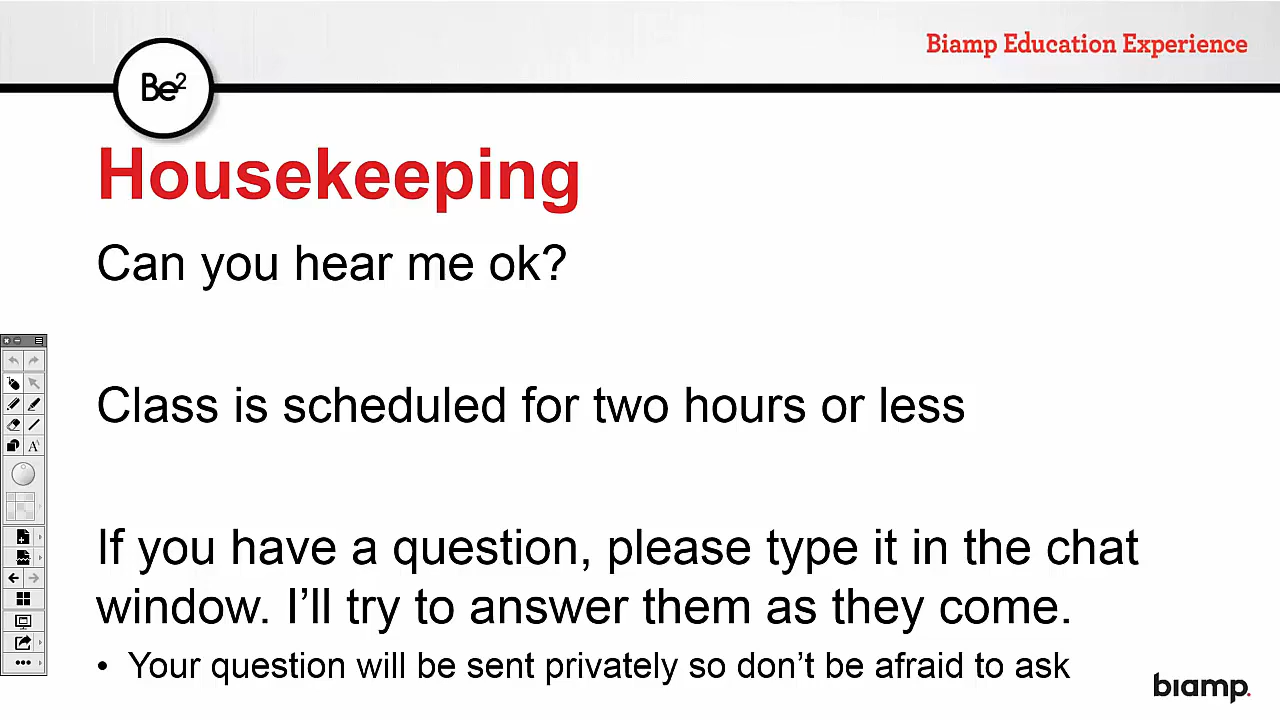 Biamp Education Experience
Be²
Housekeeping
Can you hear me ok?
Class is scheduled for two hours or less
If you have a question, please type it in the chat
window. I’ll try to answer them as they come.
• Your question will be sent privately so don’t be afraid to ask
biamp.